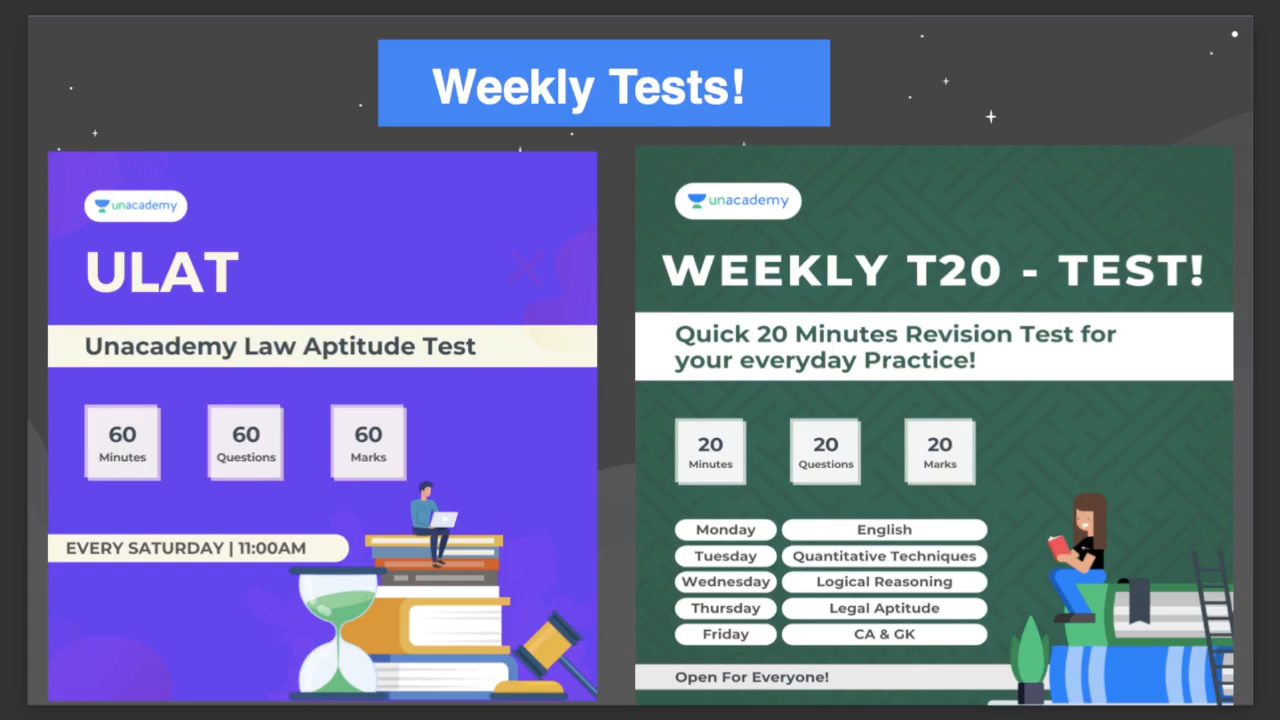 Weekly Tests!
unacademy
ULAT
Unacademy Law Aptitude Test
60
Minutes
60
Questions
60
Marks
EVERY SATURDAY | 11:00AM
unacademy
WEEKLY T20 - TEST!
Quick 20 Minutes Revision Test for
your everyday Practice!
20
Minutes
20
Questions
20
Marks
Monday English
Tuesday Quantitative Techniques
Wednesday Logical Reasoning
Thursday Legal Aptitude
Friday CA & GK
Open For Everyone!